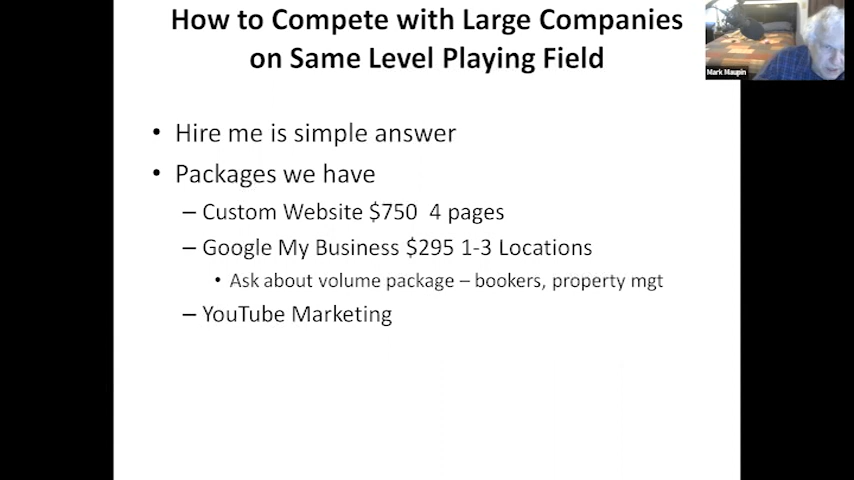 How to Compete with Large Companies
on Same Level Playing Field
Mark Maupin
• Hire me is simple answer
• Packages we have
– Custom Website $750 4 pages
– Google My Business $295 1-3 Locations
• Ask about volume package – bookers, property mgt
– YouTube Marketing